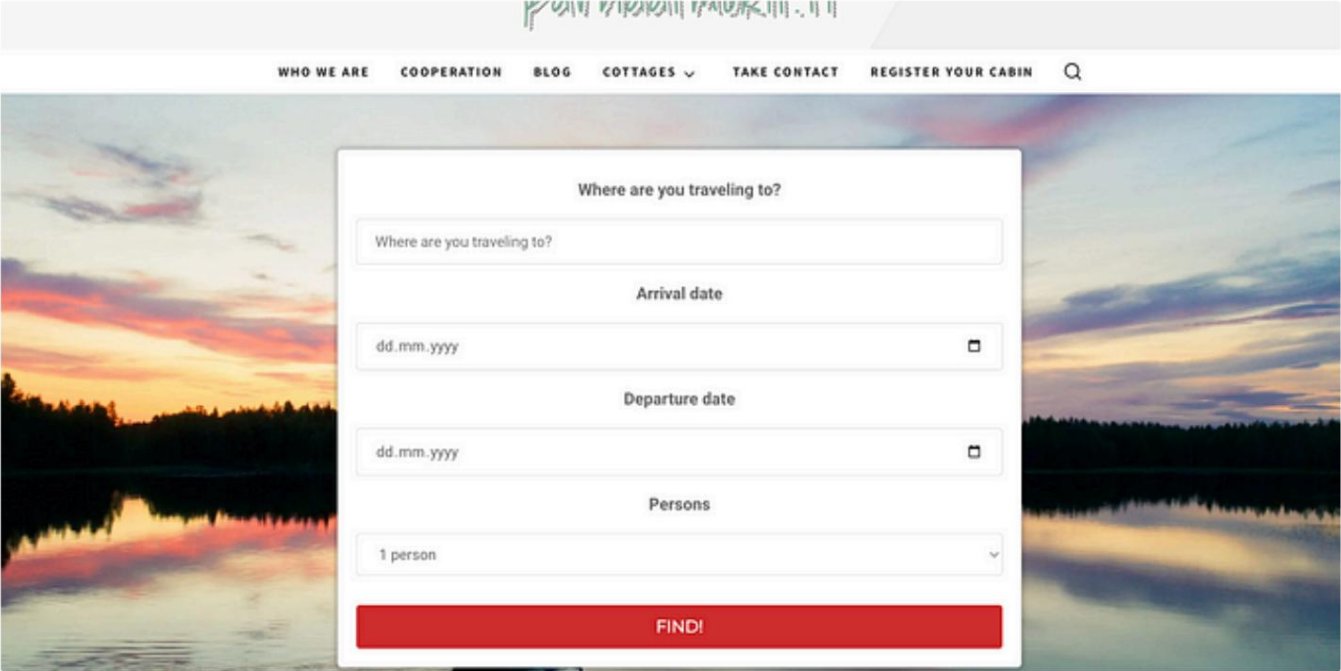 WHO WE ARE COOPERATION BLOG COTTAGES TAKE CONTACT REGISTER YOUR CABIN
Where are you traveling to?
Where are you traveling to?
Arrival date
dd.mm.yyyy
Departure date
dd.mm.yyyy
Persons
1 person
FIND!